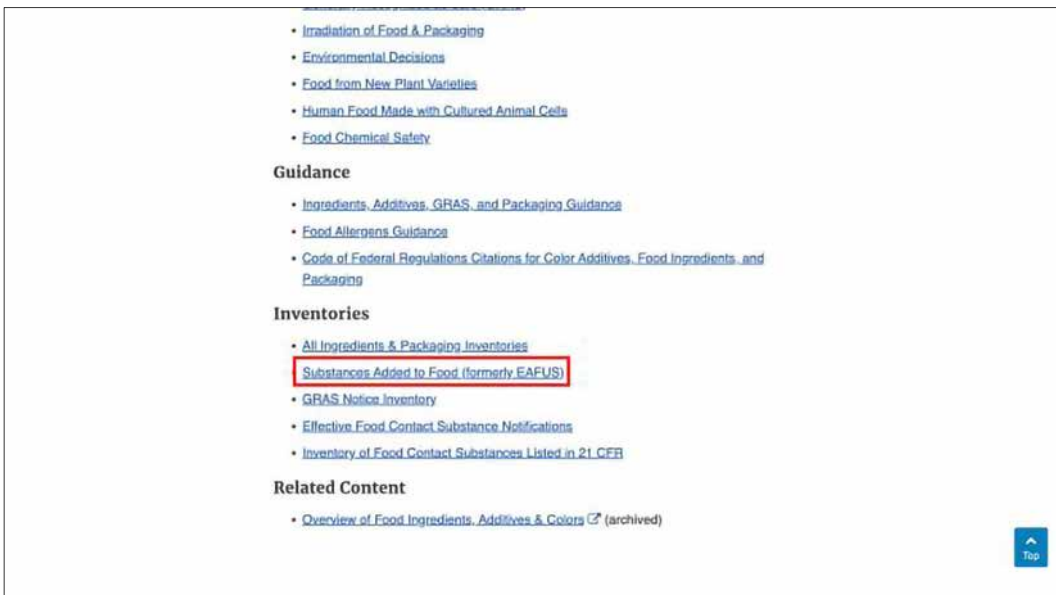 Irradiation of Food & Packaging
Environmental Decisions
Food from New Plant Varieties
Human Food Made with Cultured Animal Cells
Food Chemical Safety
Guidance
Ingredients, Additives, GRAS, and Packaging Guidance
Food Allergens Guidance
Code of Federal Regulations Citations for Color Additives, Food Ingredients, and
Packaging
Inventories
All Ingredients & Packaging Inventories
Substances Added to Food (formerly EAFUS)
GRAS Notice Inventory
Effective Food Contact Substance Notifications
Inventory of Food Contact Substances Listed in 21 CFR
Related Content
Overview of Food Ingredients, Additives & Colors (archived)
Top